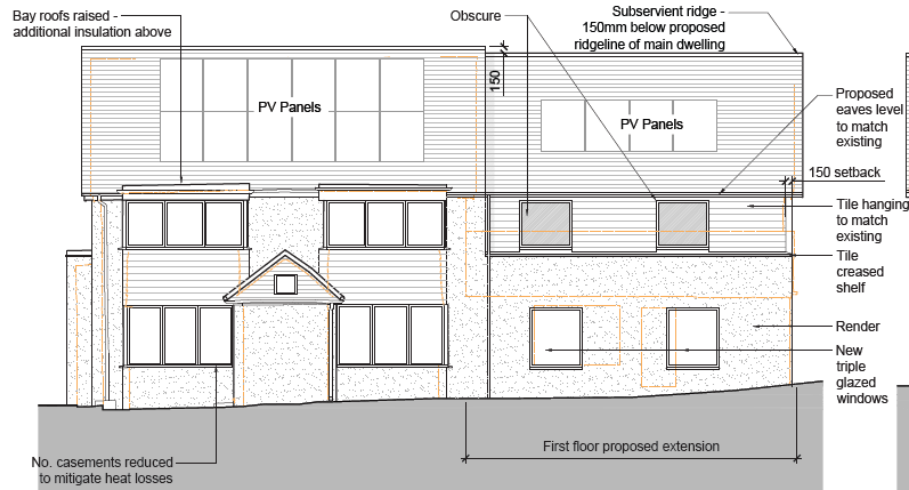 Bay roofs raised -
additional insulation above
Obscure
Subservient ridge -
150mm below proposed
ridgeline of main dwelling
150
PV Panels
PV Panels
Proposed
eaves level
to match
existing
150 setback
Tile hanging
to match
existing
Tile
creased
shelf
Render
New
triple
glazed
windows
First floor proposed extension
No. casements reduced
to mitigate heat losses